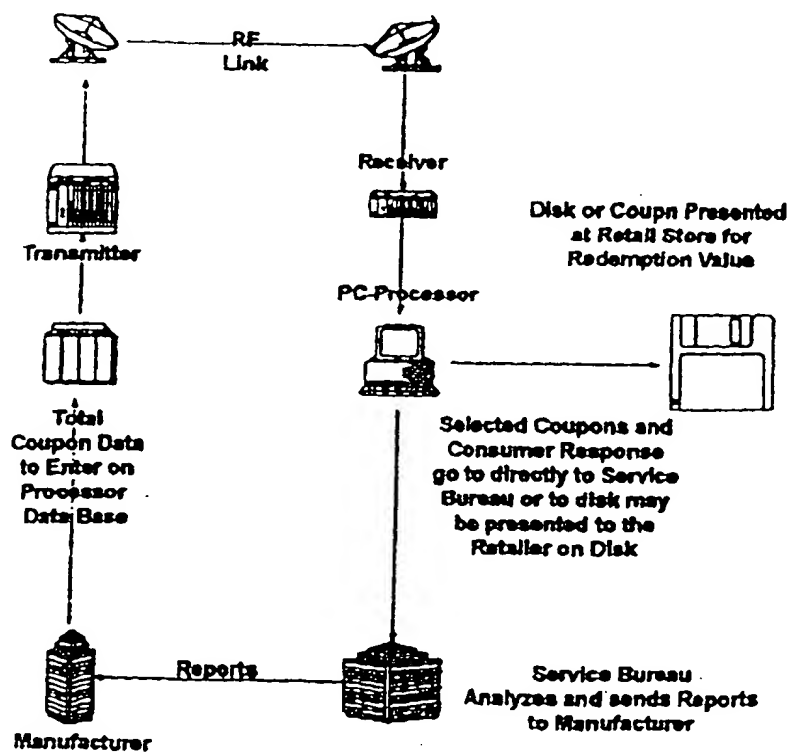 RF
Link
Receiver
Transmitter
Disk or Coupn Presented
at Retail Store for
Redemption Value
PC-Processor
Total
Coupon Data
to Enter on
Processor
Data Base
Selected Coupons and
Consumer Response
go to directly to Service
Bureau or to disk may
be presented to the
Retailer on Disk
Reports
Service Bureau
Analyzes and sends Reports
to Manufacturer
Manufacturer